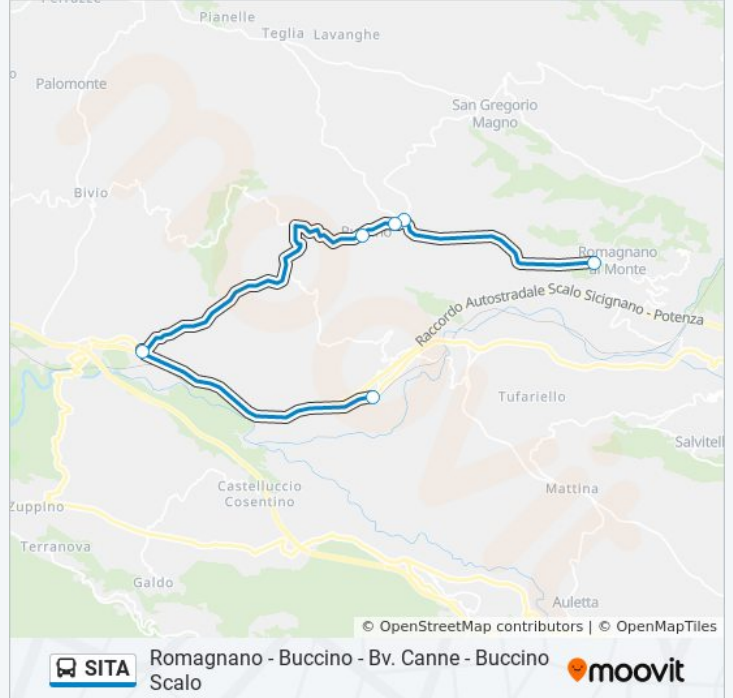 Pianelle
Teglia Lavanghe
Palomonte
San Gregorio
Magno
Bivio
Romagnano
al Monte
Raccordo Autostradale Scalo Sicignano - Potenza
Tufariello
Salvitell
Castelluccio
Cosentino
Mattina
Zuppino
Terranova
Galdo
Auletta
© OpenStreetMap contributors | © OpenMapTiles
SITA
Romagnano - Buccino - Bv. Canne - Buccino
Scalo
moovit